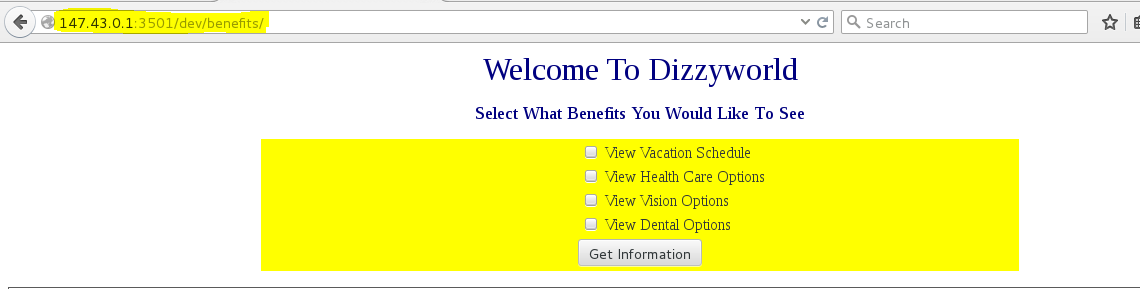 147.43.0.1:3501/dev/benefits/
Search
Welcome To Dizzyworld
Select What Benefits You Would Like To See
View Vacation Schedule
View Health Care Options
View Vision Options
View Dental Options
Get Information